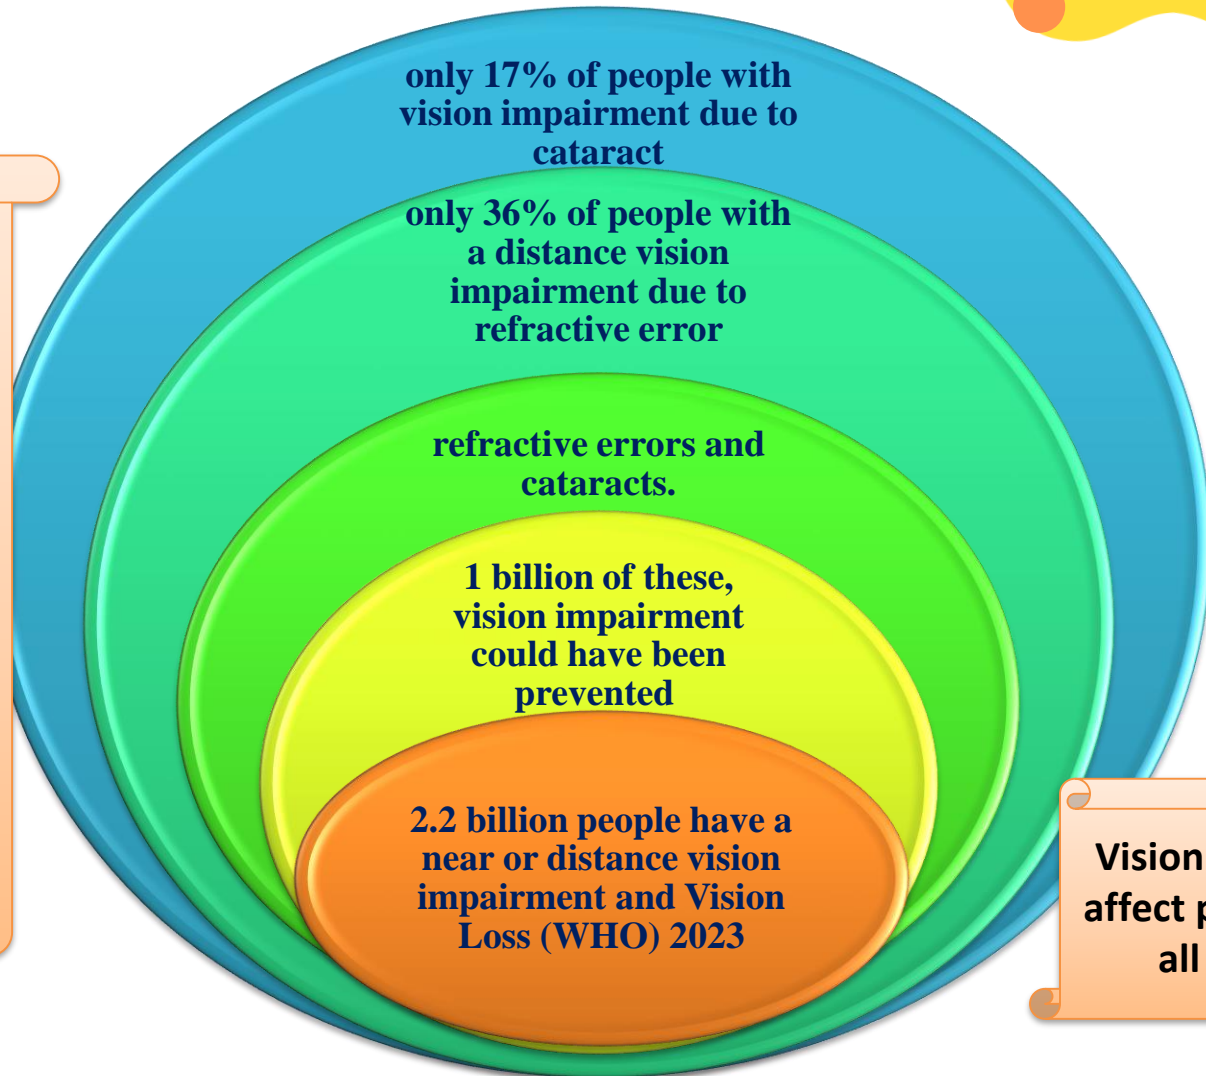 only 17% of people with
vision impairment due to
cataract
only 36% of people with
a distance vision
impairment due to
refractive error
refractive errors and
cataracts.
1 billion of these,
vision impairment
could have been
prevented
2.2 billion people have a
near or distance vision
impairment and Vision
Loss (WHO) 2023
Vision
affect
all